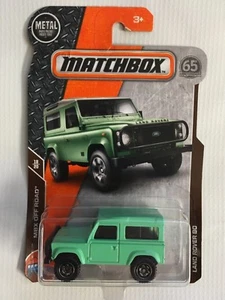 METAL
3+
MATCHBOX
65
MBX OFF ROAD
LAND ROVER 90